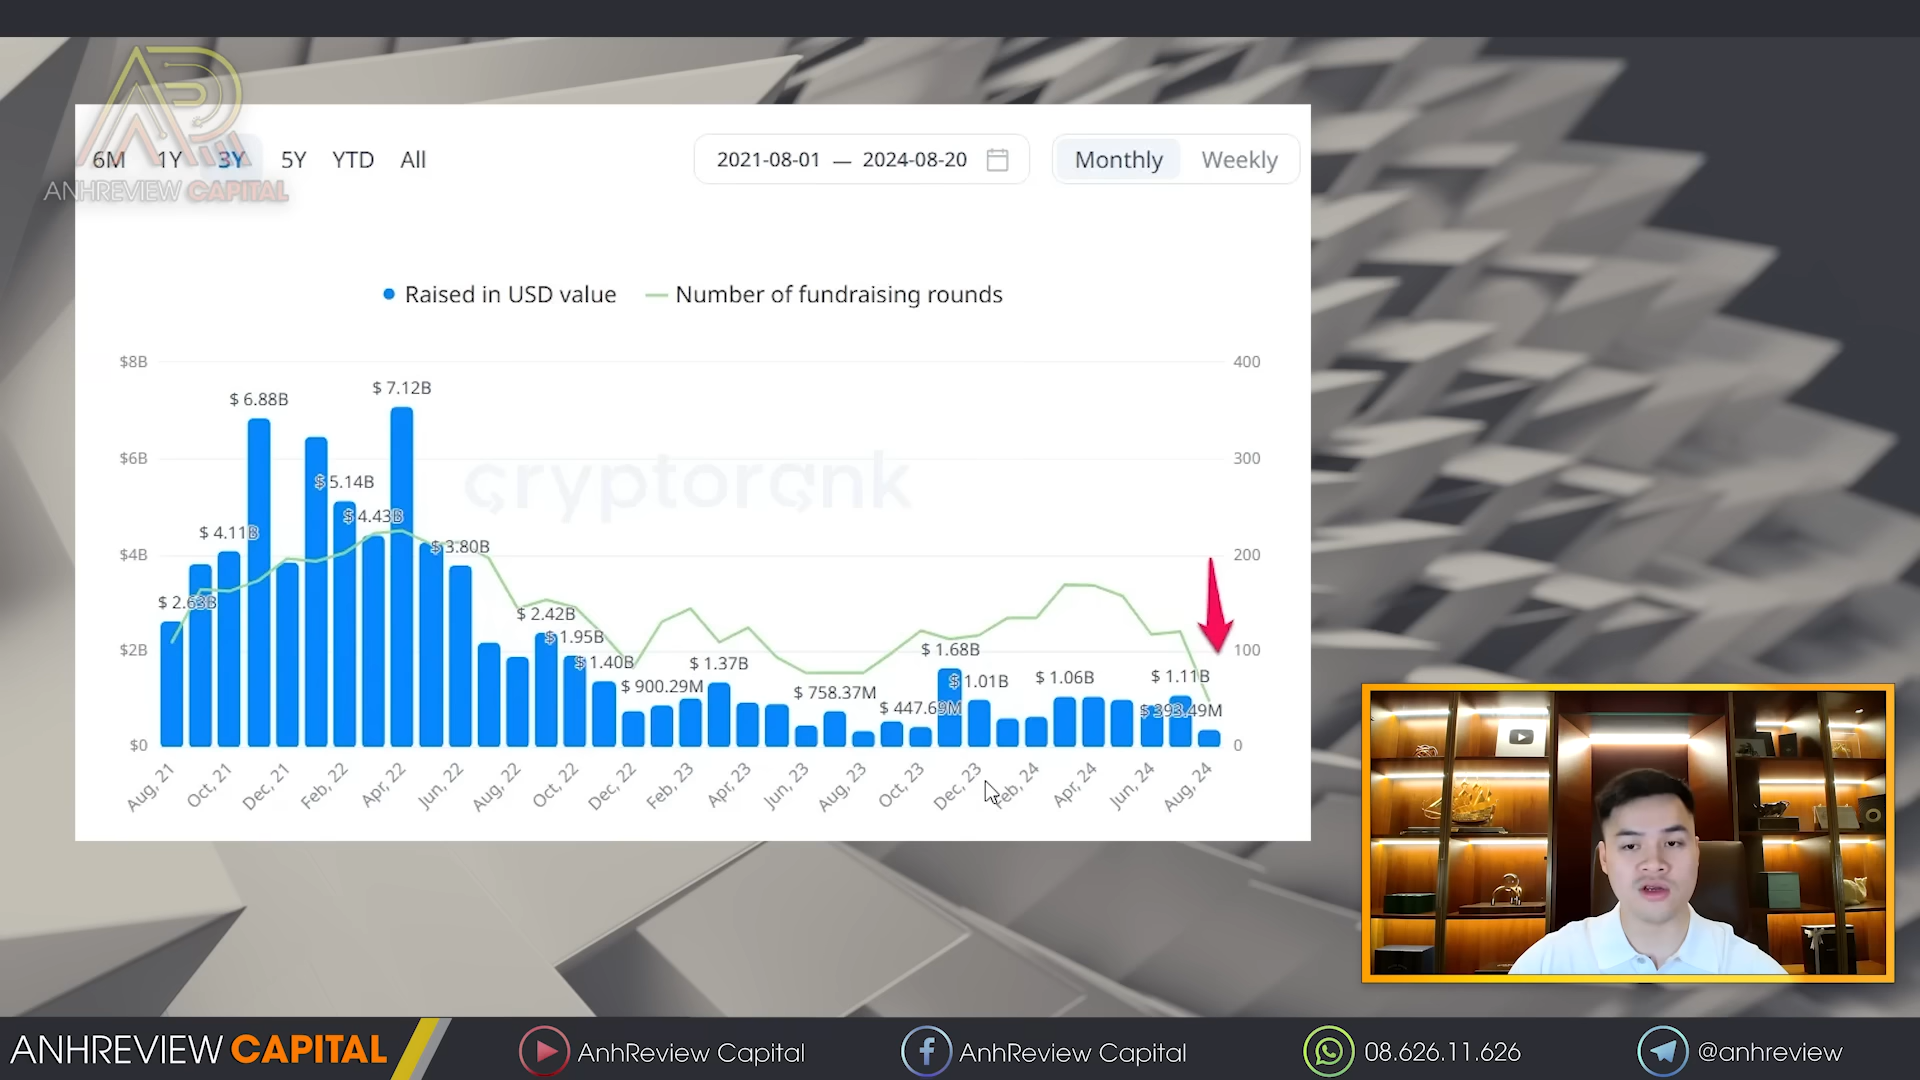 6M 1Y 3Y 5Y YTD All
2021-08-01 — 2024-08-20
Monthly Weekly
ANHREVIEW CAPITAL
Raised in USD value
Number of fundraising rounds
$8B
400
$ 7.12B
$ 6.88B
$6B
300
cryptorank
$ 5.14B
$ 4.43B
$ 4.11B
$ 3.80B
$4B
200
$ 2.63B
$ 2.42B
$ 1.95B
$2B
100
$ 1.40B
$ 1.37B
$ 1.68B
$ 900.29M
$ 758.37M
$ 447.69M
$ 1.01B
$ 1.06B
$ 1.11B
$ 393.49M
$0
0
Aug, 21 Oct, 21 Dec, 21 Feb, 22 Apr, 22 Jun, 22 Aug, 22 Oct, 22 Dec, 22 Feb, 23 Apr, 23 Jun, 23 Aug, 23 Oct, 23 Dec, 23 Feb, 24 Apr, 24 Jun, 24 Aug, 24
ANHREVIEW CAPITAL
AnhReview Capital
AnhReview Capital
08.626.11.626
@anhreview